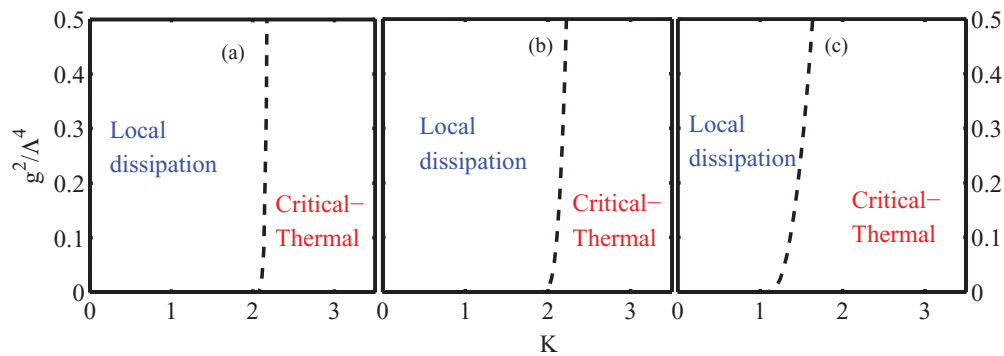 0.5
(a)
(b)
(c)
0.5
0.4
0.4
g²/Λ⁴
0.3
Local
dissipation
Local
dissipation
Local
dissipation
0.3
0.2
0.2
Critical−
Thermal
Critical−
Thermal
Critical−
Thermal
0.1
0.1
0
0
0 1 2 3 0 1 2 3 0 1 2 3
K